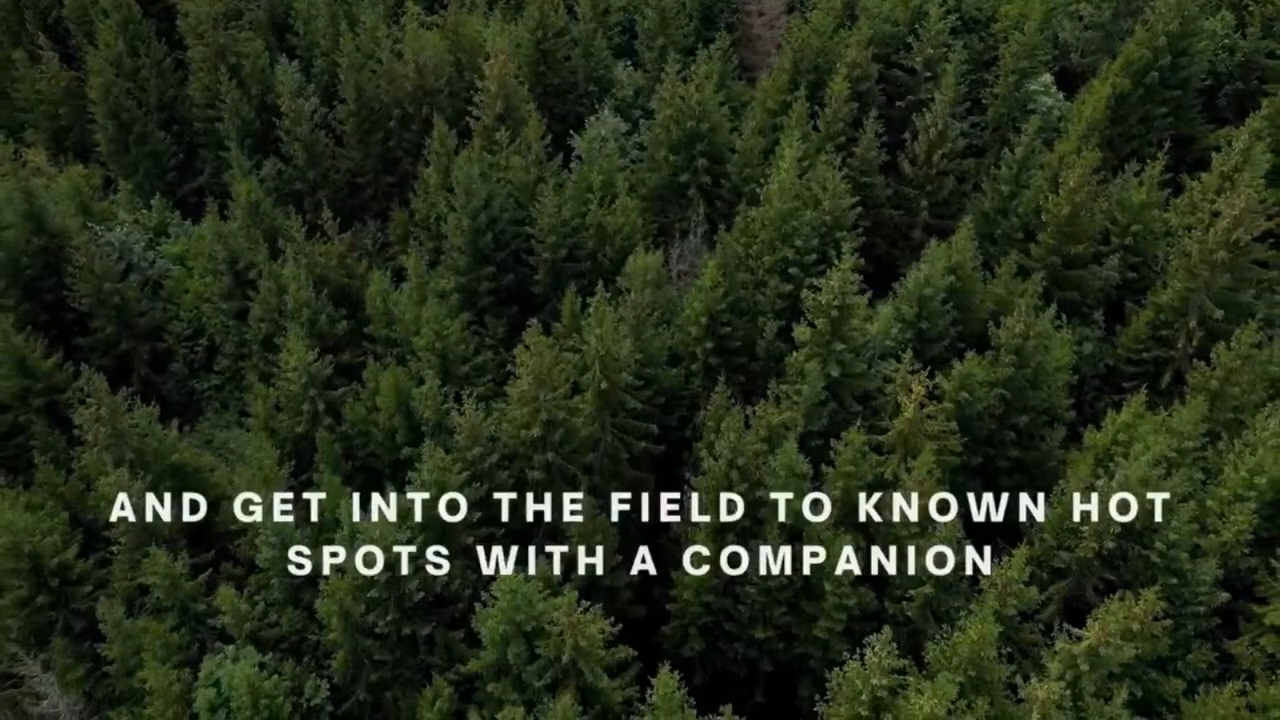 AND GET INTO THE FIELD TO KNOWN HOT
SPOTS WITH A COMPANION